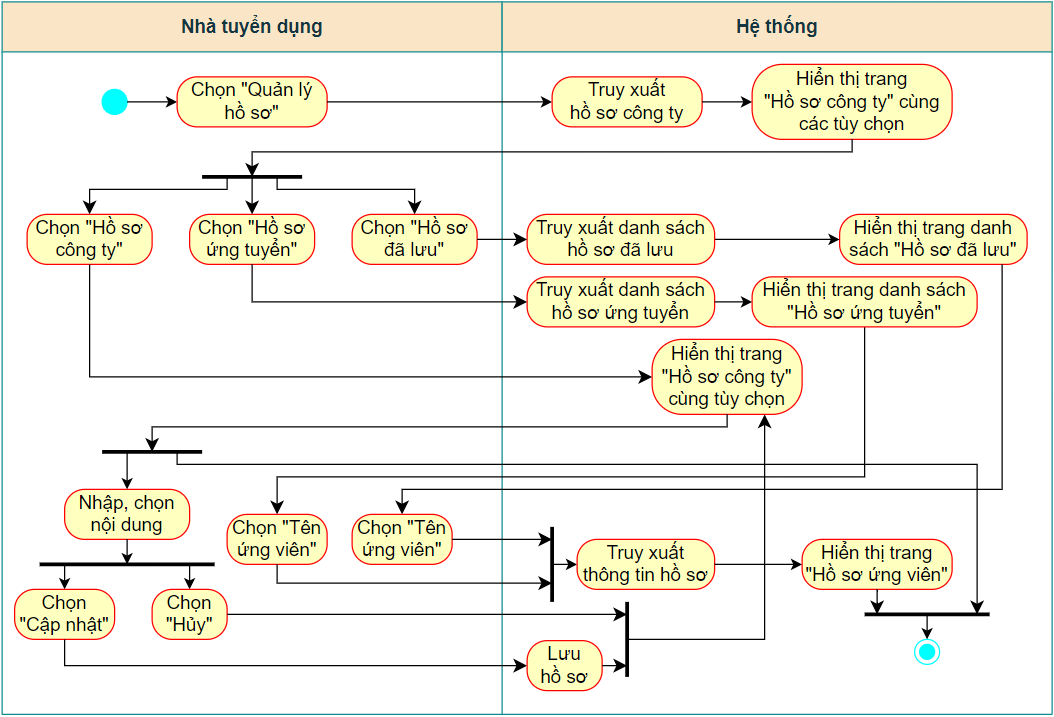 Nhà tuyển dụng
Hệ thống
Chọn "Quản lý
hồ sơ"
Truy xuất
hồ sơ công ty
Hiển thị trang
"Hồ sơ công ty" cùng
các tùy chọn
Chọn "Hồ sơ
công ty"
Chọn "Hồ sơ
ứng tuyển"
Chọn "Hồ sơ
đã lưu"
Truy xuất danh sách
hồ sơ đã lưu
Hiển thị trang danh
sách "Hồ sơ đã lưu"
Truy xuất danh sách
hồ sơ ứng tuyển
Hiển thị trang danh sách
"Hồ sơ ứng tuyển"
Hiển thị trang
"Hồ sơ công ty"
cùng tùy chọn
Nhập, chọn
nội dung
Chọn "Tên
ứng viên"
Chọn "Tên
ứng viên"
Truy xuất
thông tin hồ sơ
Hiển thị trang
"Hồ sơ ứng viên"
Chọn
"Cập nhật"
Chọn
"Hủy"
Lưu
hồ sơ